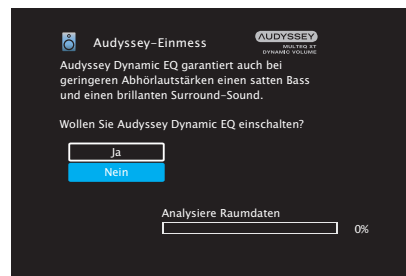 Audyssey-Einmess
AUDYSSEY
MULTEQ XT
DYNAMIC VOLUME
Audyssey Dynamic EQ garantiert auch bei
geringeren Abhörlautstärken einen satten Bass
und einen brillanten Surround-Sound.
Wollen Sie Audyssey Dynamic EQ einschalten?
Ja
Nein
Analysiere Raumdaten
0%